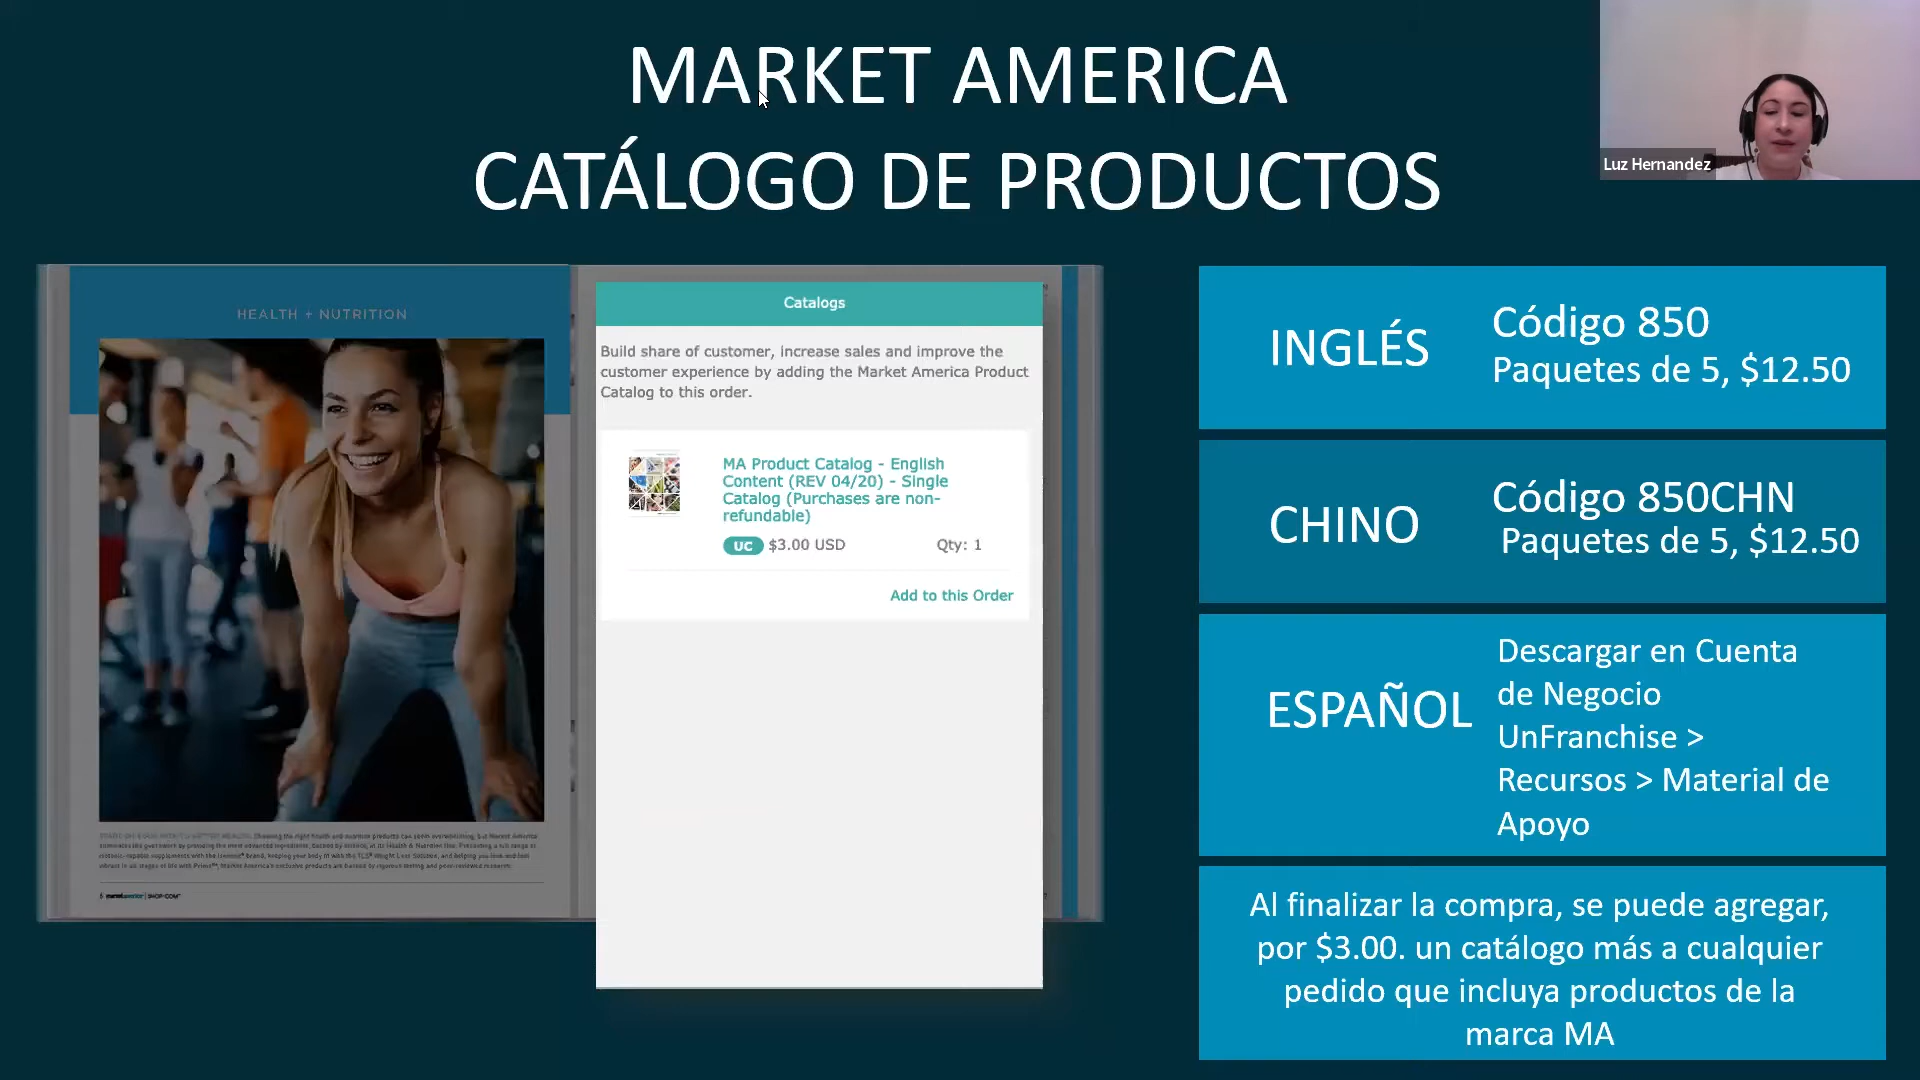 MARKET AMERICA
CATÁLOGO DE PRODUCTOS
Luz Hernandez
HEALTH + NUTRITION
Catalogs
Build share of customer, increase sales and improve the
customer experience by adding the Market America Product
Catalog to this order.
MA Product Catalog - English
Content (REV 04/20) - Single
Catalog (Purchases are non-
refundable)
UC $3.00 USD Qty: 1
Add to this Order
INGLÉS
Código 850
Paquetes de 5, $12.50
CHINO
Código 850CHN
Paquetes de 5, $12.50
ESPAÑOL
Descargar en Cuenta
de Negocio
UnFranchise >
Recursos > Material de
Apoyo
Al finalizar la compra, se puede agregar,
por $3.00. un catálogo más a cualquier
pedido que incluya productos de la
marca MA